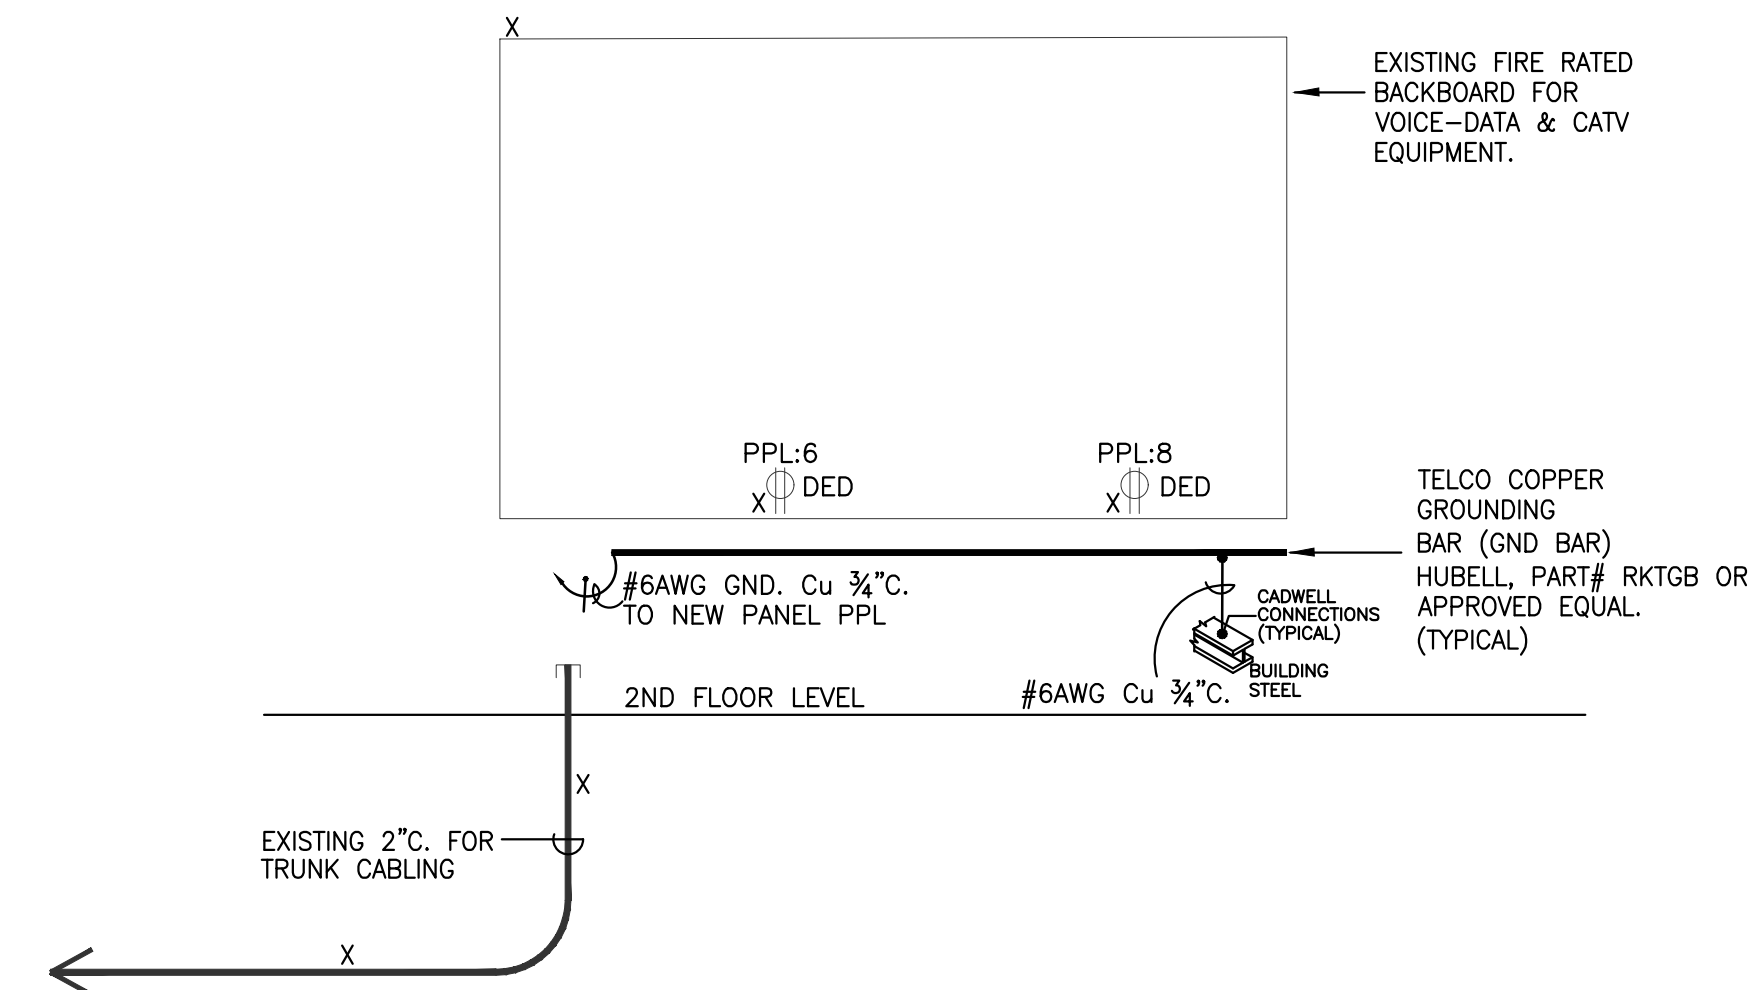 X
EXISTING FIRE RATED
BACKBOARD FOR
VOICE-DATA & CATV
EQUIPMENT.
PPL:6
X
DED
PPL:8
X
DED
TELCO COPPER
GROUNDING
BAR (GND BAR)
HUBELL, PART# RKTGB OR
APPROVED EQUAL.
(TYPICAL)
#6AWG GND. Cu ¾"C.
TO NEW PANEL PPL
CADWELL
CONNECTIONS
(TYPICAL)
BUILDING
STEEL
#6AWG Cu ¾"C.
2ND FLOOR LEVEL
X
EXISTING 2"C. FOR
TRUNK CABLING
X